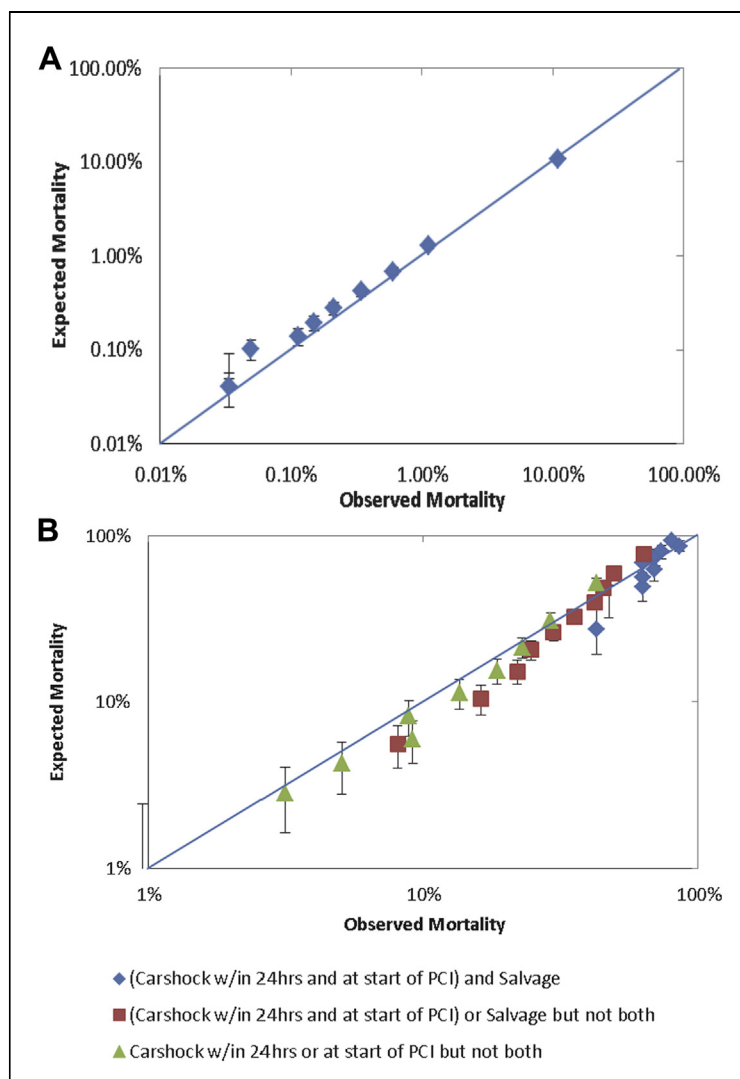 A
100.00%
10.00%
1.00%
0.10%
0.01%
Expected Mortality
0.01%
0.10%
1.00%
10.00%
100.00%
Observed Mortality
B
100%
10%
1%
Expected Mortality
1%
10%
100%
Observed Mortality
(Carshock w/in 24hrs and at start of PCI) and Salvage
(Carshock w/in 24hrs and at start of PCI) or Salvage but not both
Carshock w/in 24hrs or at start of PCI but not both